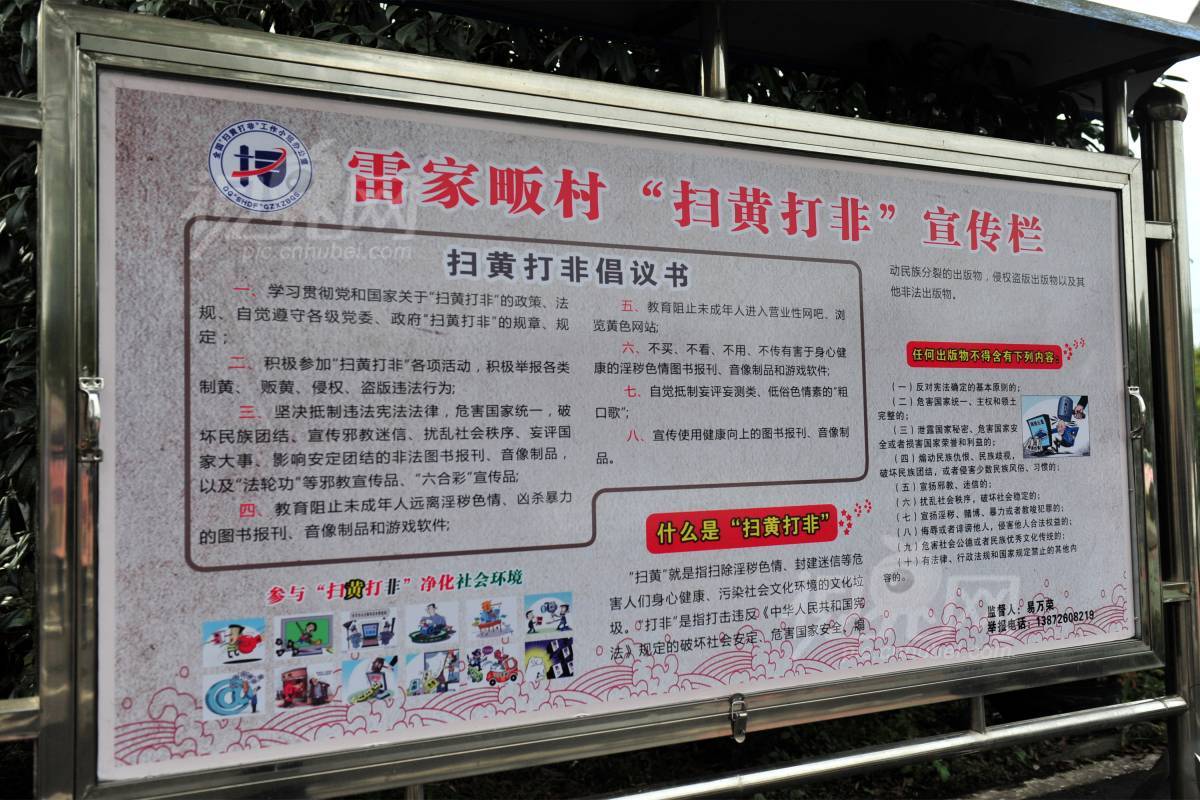 全国“扫黄打非”工作小组办公室
QG"SHDF"GZXZBGS
雷家畈村“扫黄打非”宣传栏
扫黄打非倡议书
一、学习贯彻党和国家关于“扫黄打非”的政策、法
规、自觉遵守各级党委、政府“扫黄打非”的规章、规
定；
二、积极参加“扫黄打非”各项活动，积极举报各类
制黄、 贩黄、侵权、盗版违法行为;
三、坚决抵制违法宪法法律，危害国家统一，破
坏民族团结、宣传邪教迷信、扰乱社会秩序、妄评国
家大事、影响安定团结的非法图书报刊、音像制品，
以及“法轮功”等邪教宣传品、“六合彩”宣传品;
四、教育阻止未成年人远离淫秽色情、凶杀暴力
的图书报刊、音像制品和游戏软件;
五、教育阻止未成年人进入营业性网吧、浏
览黄色网站;
六、不买、不看、不用、不传有害于身心健
康的淫秽色情图书报刊、音像制品和游戏软件;
七、自觉抵制妄评妄测类、低俗色情素的“粗
口歌”;
八、宣传使用健康向上的图书报刊、音像制
品。
参与“扫黄打非”净化社会环境
什么是“扫黄打非”
“扫黄”就是指扫除淫秽色情、封建迷信等危
害人们身心健康、污染社会文化环境的文化垃
圾。“打非”是指打击违反《中华人民共和国宪
法》规定的破坏社会安定、危害国家安全、煽
动民族分裂的出版物，侵权盗版出版物以及其
他非法出版物。
任何出版物不得含有下列内容:
（一）反对宪法确定的基本原则的;
（二）危害国家统一、主权和领土
完整的;
（三）泄露国家秘密、危害国家安
全或者损害国家荣誉和利益的;
（四）煽动民族仇恨、民族歧视，
破坏民族团结，或者侵害少数民族风俗、习惯的;
（五）宣扬邪教、迷信的;
（六）扰乱社会秩序，破坏社会稳定的;
（七）宣扬淫秽、赌博、暴力或者教唆犯罪的;
（八）侮辱或者诽谤他人，侵害他人合法权益的;
（九）危害社会公德或者民族优秀文化传统的;
（十）有法律、行政法规和国家规定禁止的其他内
容的。
监督人：易万荣
举报电话：13872608219
pic.cnhubei.com